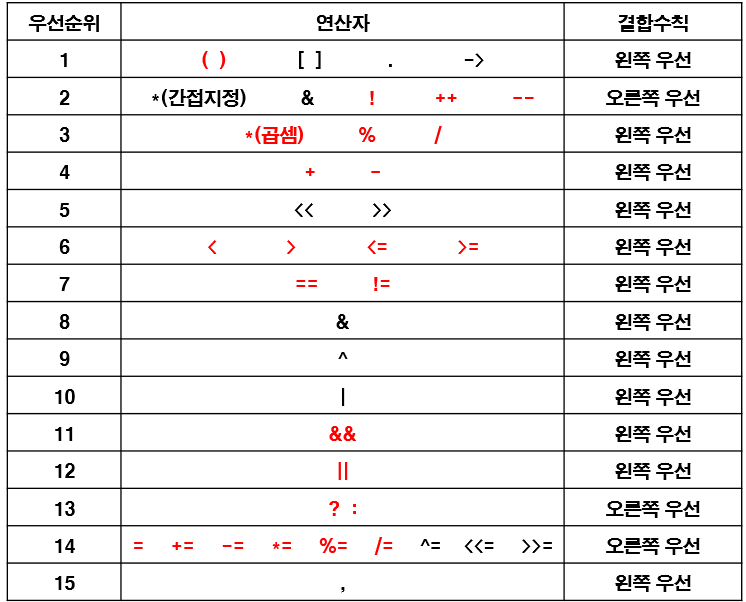 우선순위 연산자 결합수칙
1 ( ) [ ] . -> 왼쪽 우선
2 *(간접지정) & ! ++ -- 오른쪽 우선
3 *(곱셈) % / 왼쪽 우선
4 + - 왼쪽 우선
5 << >> 왼쪽 우선
6 < > <= >= 왼쪽 우선
7 == != 왼쪽 우선
8 & 왼쪽 우선
9 ^ 왼쪽 우선
10 | 왼쪽 우선
11 && 왼쪽 우선
12 || 왼쪽 우선
13 ? : 오른쪽 우선
14 = += -= *= %= /= ^= <<= >>= 오른쪽 우선
15 , 왼쪽 우선